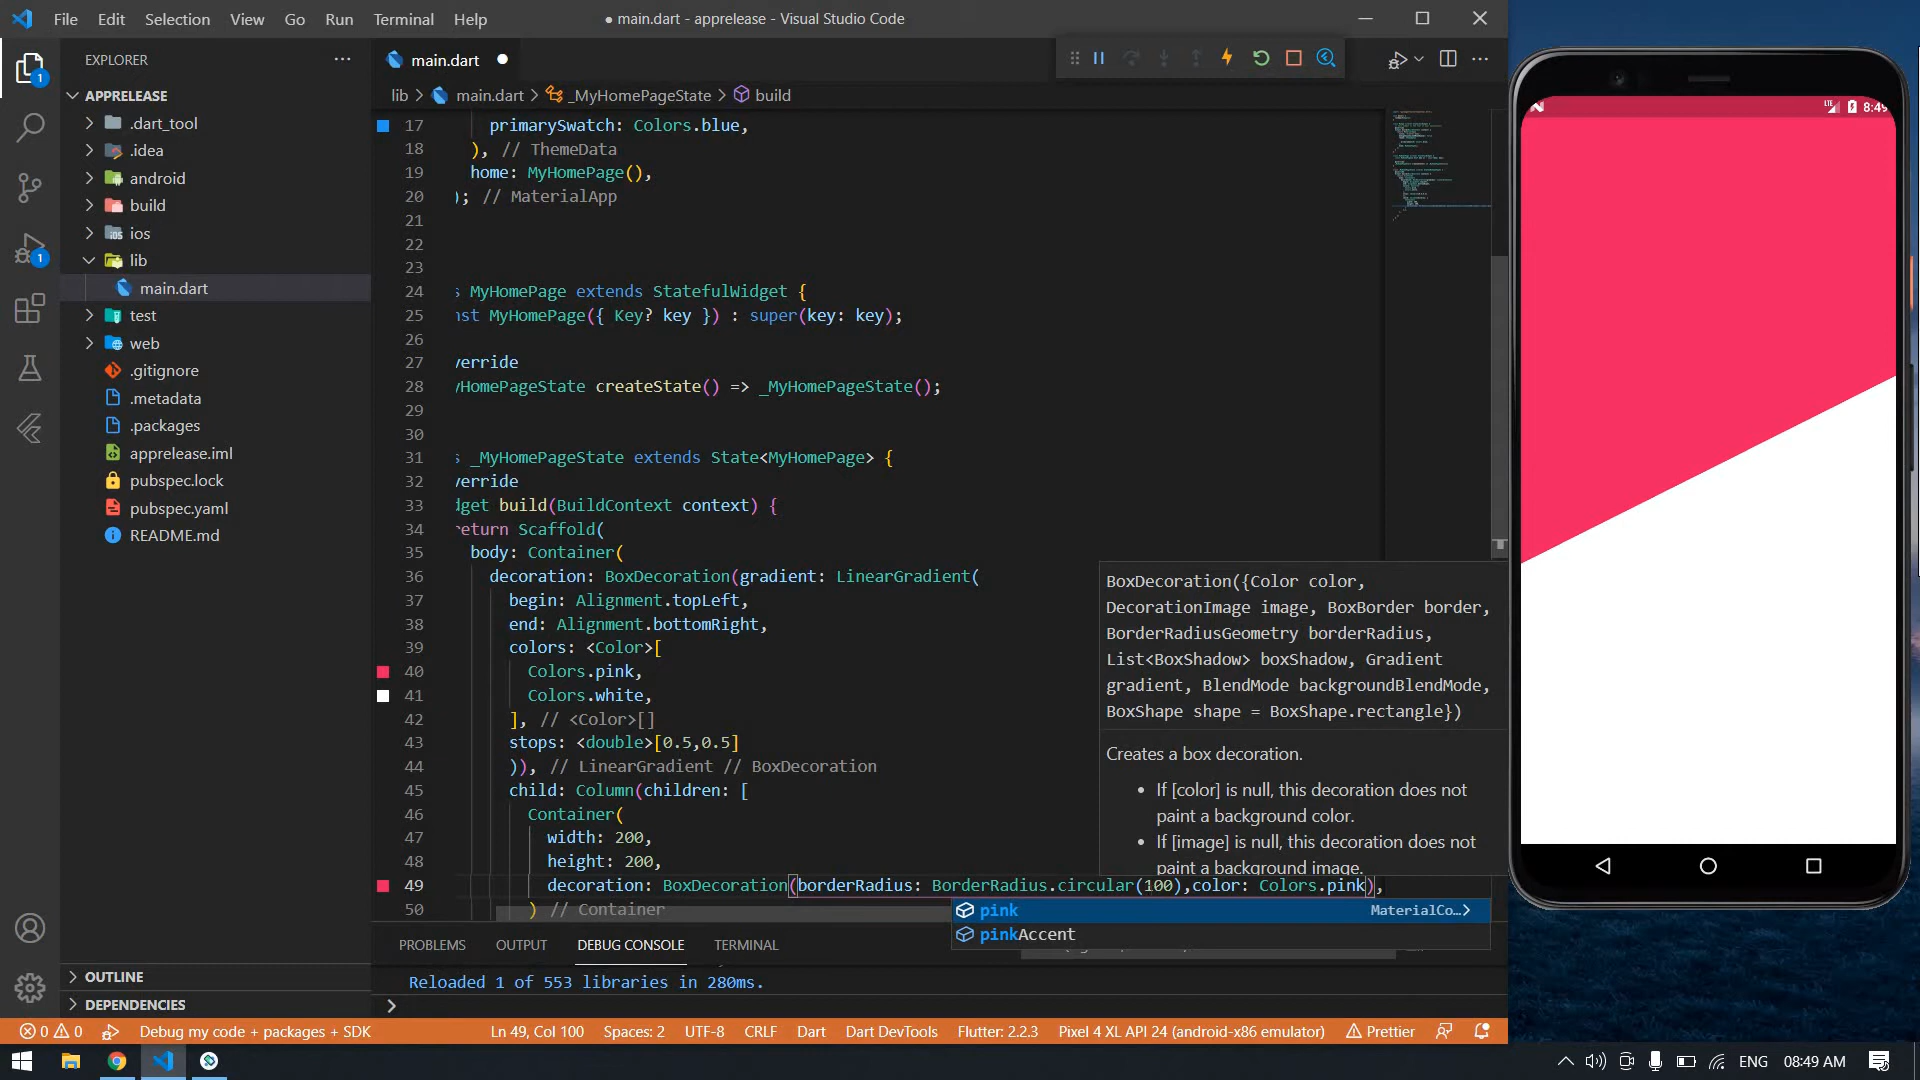 File Edit Selection View Go Run Terminal Help
● main.dart - apprelease - Visual Studio Code
EXPLORER
APPRELEASE
.dart_tool
.idea
android
build
ios
lib
main.dart
test
web
.gitignore
.metadata
.packages
apprelease.iml
pubspec.lock
pubspec.yaml
README.md
OUTLINE
DEPENDENCIES
1
1
main.dart
lib > main.dart > _MyHomePageState > build
17 primarySwatch: Colors.blue,
18 ), // ThemeData
19 home: MyHomePage(),
20 ); // MaterialApp
21
22
23
24 s MyHomePage extends StatefulWidget {
25 nst MyHomePage({ Key? key }) : super(key: key);
26
27 verride
28 yHomePageState createState() => _MyHomePageState();
29
30
31 s _MyHomePageState extends State<MyHomePage> {
32 verride
33 dget build(BuildContext context) {
34 return Scaffold(
35 body: Container(
36 decoration: BoxDecoration(gradient: LinearGradient(
37 begin: Alignment.topLeft,
38 end: Alignment.bottomRight,
39 colors: <Color>[
40 Colors.pink,
41 Colors.white,
42 ], // <Color>[]
43 stops: <double>[0.5,0.5]
44 )), // LinearGradient // BoxDecoration
45 child: Column(children: [
46 Container(
47 width: 200,
48 height: 200,
49 decoration: BoxDecoration(borderRadius: BorderRadius.circular(100),color: Colors.pink),
50 ) // Container
BoxDecoration({Color color,
DecorationImage image, BoxBorder border,
BorderRadiusGeometry borderRadius,
List<BoxShadow> boxShadow, Gradient
gradient, BlendMode backgroundBlendMode,
BoxShape shape = BoxShape.rectangle})
Creates a box decoration.
• If [color] is null, this decoration does not
paint a background color.
• If [image] is null, this decoration does not
paint a background image.
pink MaterialCo…>
pinkAccent
PROBLEMS OUTPUT DEBUG CONSOLE TERMINAL
Reloaded 1 of 553 libraries in 280ms.
>
0 0 Debug my code + packages + SDK Ln 49, Col 100 Spaces: 2 UTF-8 CRLF Dart Dart DevTools Flutter: 2.2.3 Pixel 4 XL API 24 (android-x86 emulator) Prettier
ENG 08:49 AM
LTE 8:49